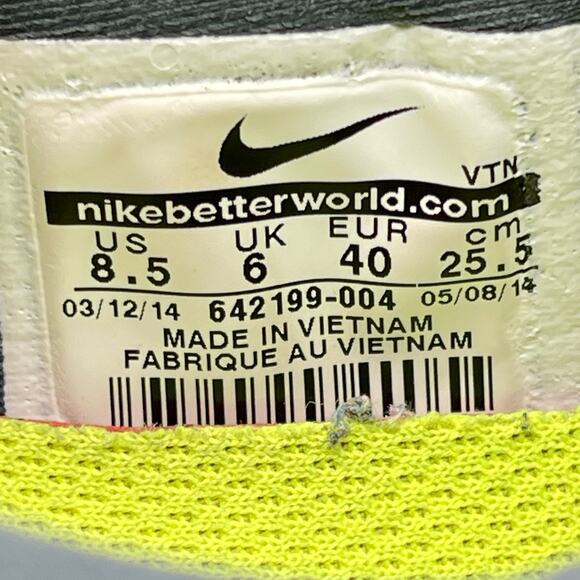 VTN
nikebetterworld.com
US UK EUR cm
8.5 6 40 25.5
03/12/14 642199-004 05/08/14
MADE IN VIETNAM
FABRIQUE AU VIETNAM